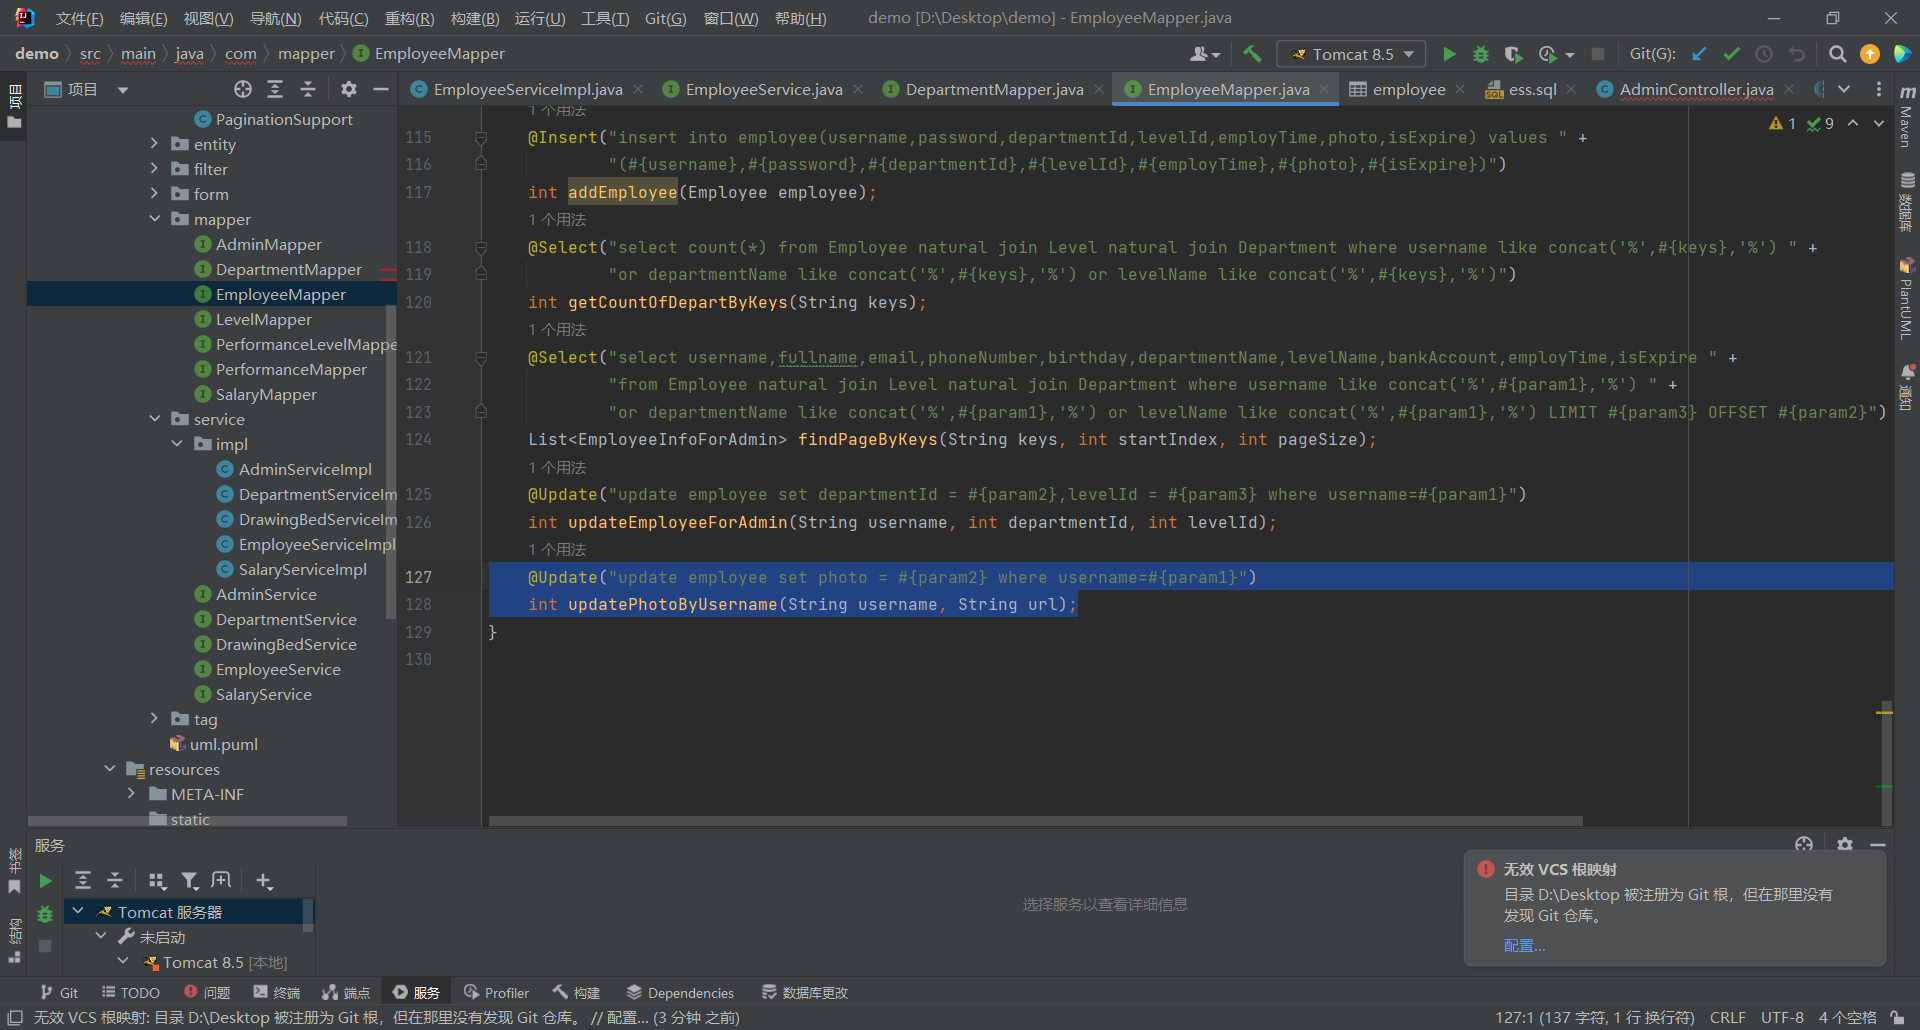 文件(F) 编辑(E) 视图(V) 导航(N) 代码(C) 重构(R) 构建(B) 运行(U) 工具(T) Git(G) 窗口(W) 帮助(H) demo [D:\Desktop\demo] - EmployeeMapper.java
demo src main java com mapper EmployeeMapper Tomcat 8.5 Git(G):
项目 EmployeeServiceImpl.java EmployeeService.java DepartmentMapper.java EmployeeMapper.java employee ess.sql AdminController.java
项目
PaginationSupport
entity
filter
form
mapper
AdminMapper
DepartmentMapper
EmployeeMapper
LevelMapper
PerformanceLevelMappe
PerformanceMapper
SalaryMapper
service
impl
AdminServiceImpl
DepartmentServiceIm
DrawingBedServiceIm
EmployeeServiceImpl
SalaryServiceImpl
AdminService
DepartmentService
DrawingBedService
EmployeeService
SalaryService
tag
uml.puml
resources
META-INF
static
1 个用法
1 9
115 @Insert("insert into employee(username,password,departmentId,levelId,employTime,photo,isExpire) values " +
116 "(#{username},#{password},#{departmentId},#{levelId},#{employTime},#{photo},#{isExpire})")
117 int addEmployee(Employee employee);
1 个用法
118 @Select("select count(*) from Employee natural join Level natural join Department where username like concat('%',#{keys},'%') " +
119 "or departmentName like concat('%',#{keys},'%') or levelName like concat('%',#{keys},'%')")
120 int getCountOfDepartByKeys(String keys);
1 个用法
121 @Select("select username,fullname,email,phoneNumber,birthday,departmentName,levelName,bankAccount,employTime,isExpire " +
122 "from Employee natural join Level natural join Department where username like concat('%',#{param1},'%') " +
123 "or departmentName like concat('%',#{param1},'%') or levelName like concat('%',#{param1},'%') LIMIT #{param3} OFFSET #{param2}")
124 List<EmployeeInfoForAdmin> findPageByKeys(String keys, int startIndex, int pageSize);
1 个用法
125 @Update("update employee set departmentId = #{param2},levelId = #{param3} where username=#{param1}")
126 int updateEmployeeForAdmin(String username, int departmentId, int levelId);
1 个用法
127 @Update("update employee set photo = #{param2} where username=#{param1}")
128 int updatePhotoByUsername(String username, String url);
129 }
130
m Maven
数据库
PlantUML
通知
书签
结构
服务
Tomcat 服务器
未启动
Tomcat 8.5 [本地]
选择服务以查看详细信息
无效 VCS 根映射
目录 D:\Desktop 被注册为 Git 根，但在那里没有
发现 Git 仓库。
配置...
Git TODO 问题 终端 端点 服务 Profiler 构建 Dependencies 数据库更改
无效 VCS 根映射: 目录 D:\Desktop 被注册为 Git 根，但在那里没有发现 Git 仓库。 // 配置... (3 分钟 之前) 127:1 (137 字符, 1 行 换行符) CRLF UTF-8 4 个空格